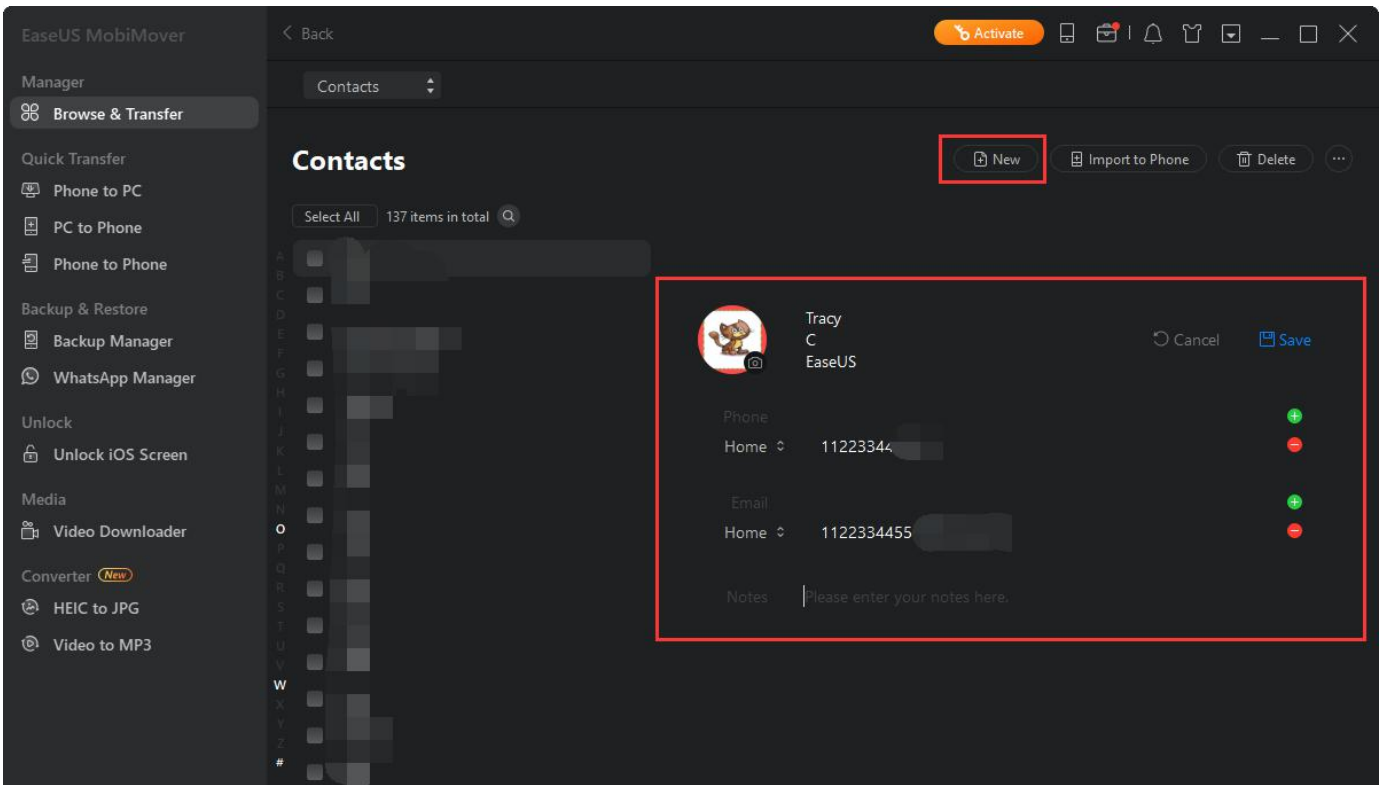 EaseUS MobiMover
Back
Activate
Manager
Contacts
Browse & Transfer
Quick Transfer
Phone to PC
PC to Phone
Phone to Phone
Backup & Restore
Backup Manager
WhatsApp Manager
Unlock
Unlock iOS Screen
Media
Video Downloader
Converter New
HEIC to JPG
Video to MP3
Contacts
New
Import to Phone
Delete
Select All
137 items in total
A
B
C
D
E
F
G
H
I
J
K
L
M
N
O
P
Q
R
S
T
U
V
W
X
Y
Z
#
Tracy
C
EaseUS
Cancel
Save
Phone
Home 11223344
Email
Home 1122334455
Notes Please enter your notes here.